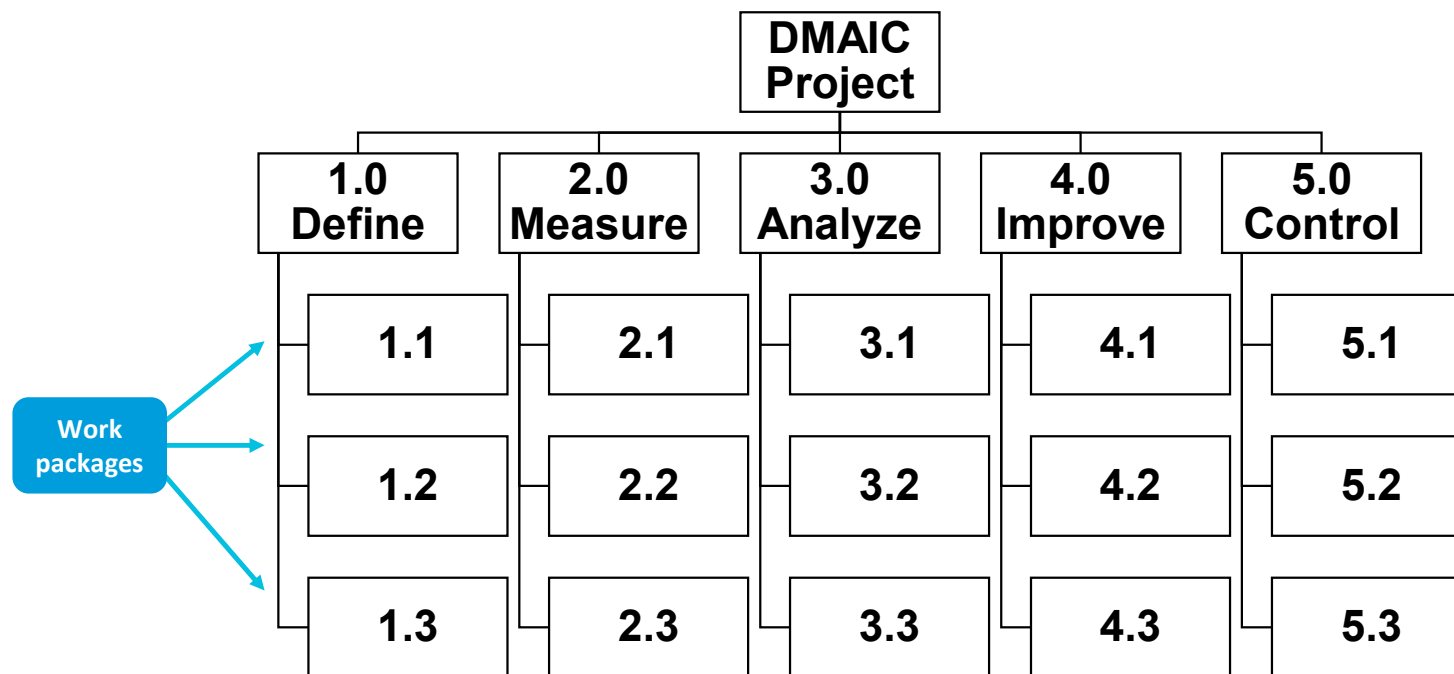 DMAIC
Project
1.0
Define
2.0
Measure
3.0
Analyze
4.0
Improve
5.0
Control
1.1
2.1
3.1
4.1
5.1
Work
packages
1.2
2.2
3.2
4.2
5.2
1.3
2.3
3.3
4.3
5.3